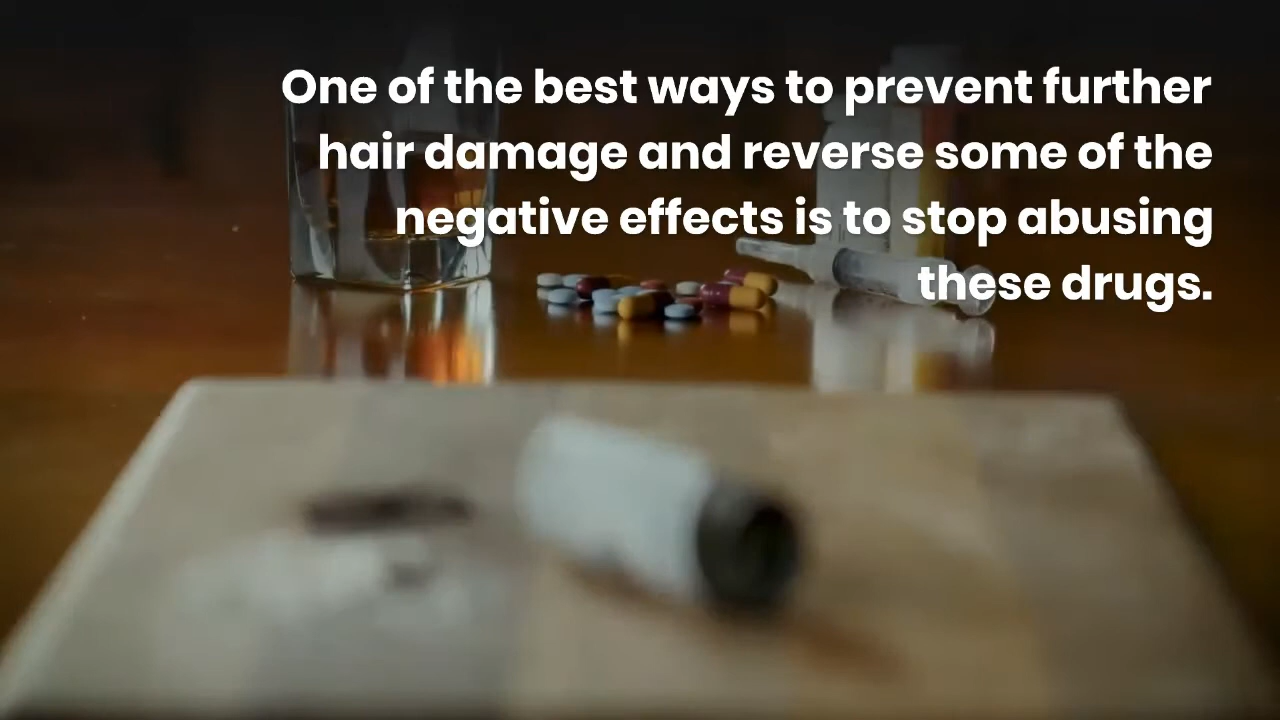 One of the best ways to prevent further
hair damage and reverse some of the
negative effects is to stop abusing
these drugs.